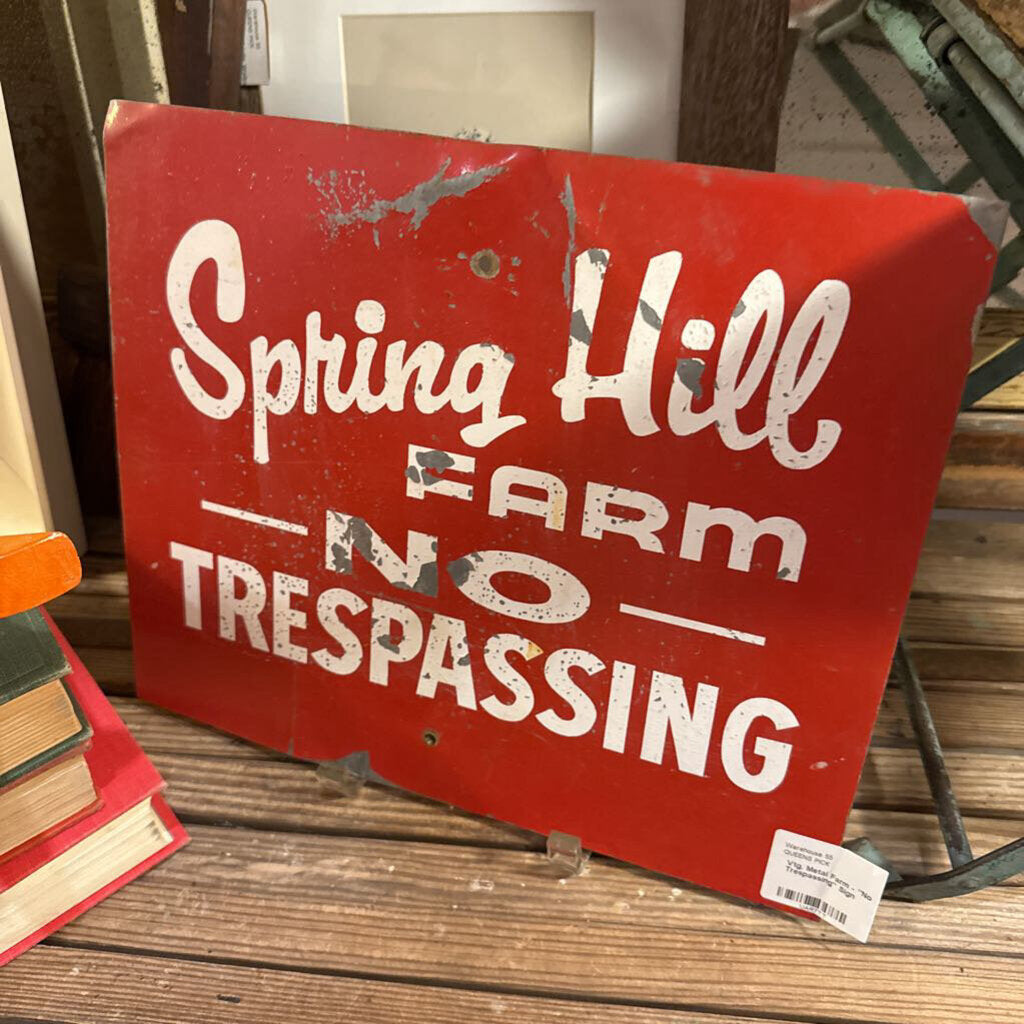 Spring Hill
FARM
NO
TRESPASSING
Warehouse 55
QUEENS PICK
Vtg. Metal Farm - "No
Trespassing" Sign